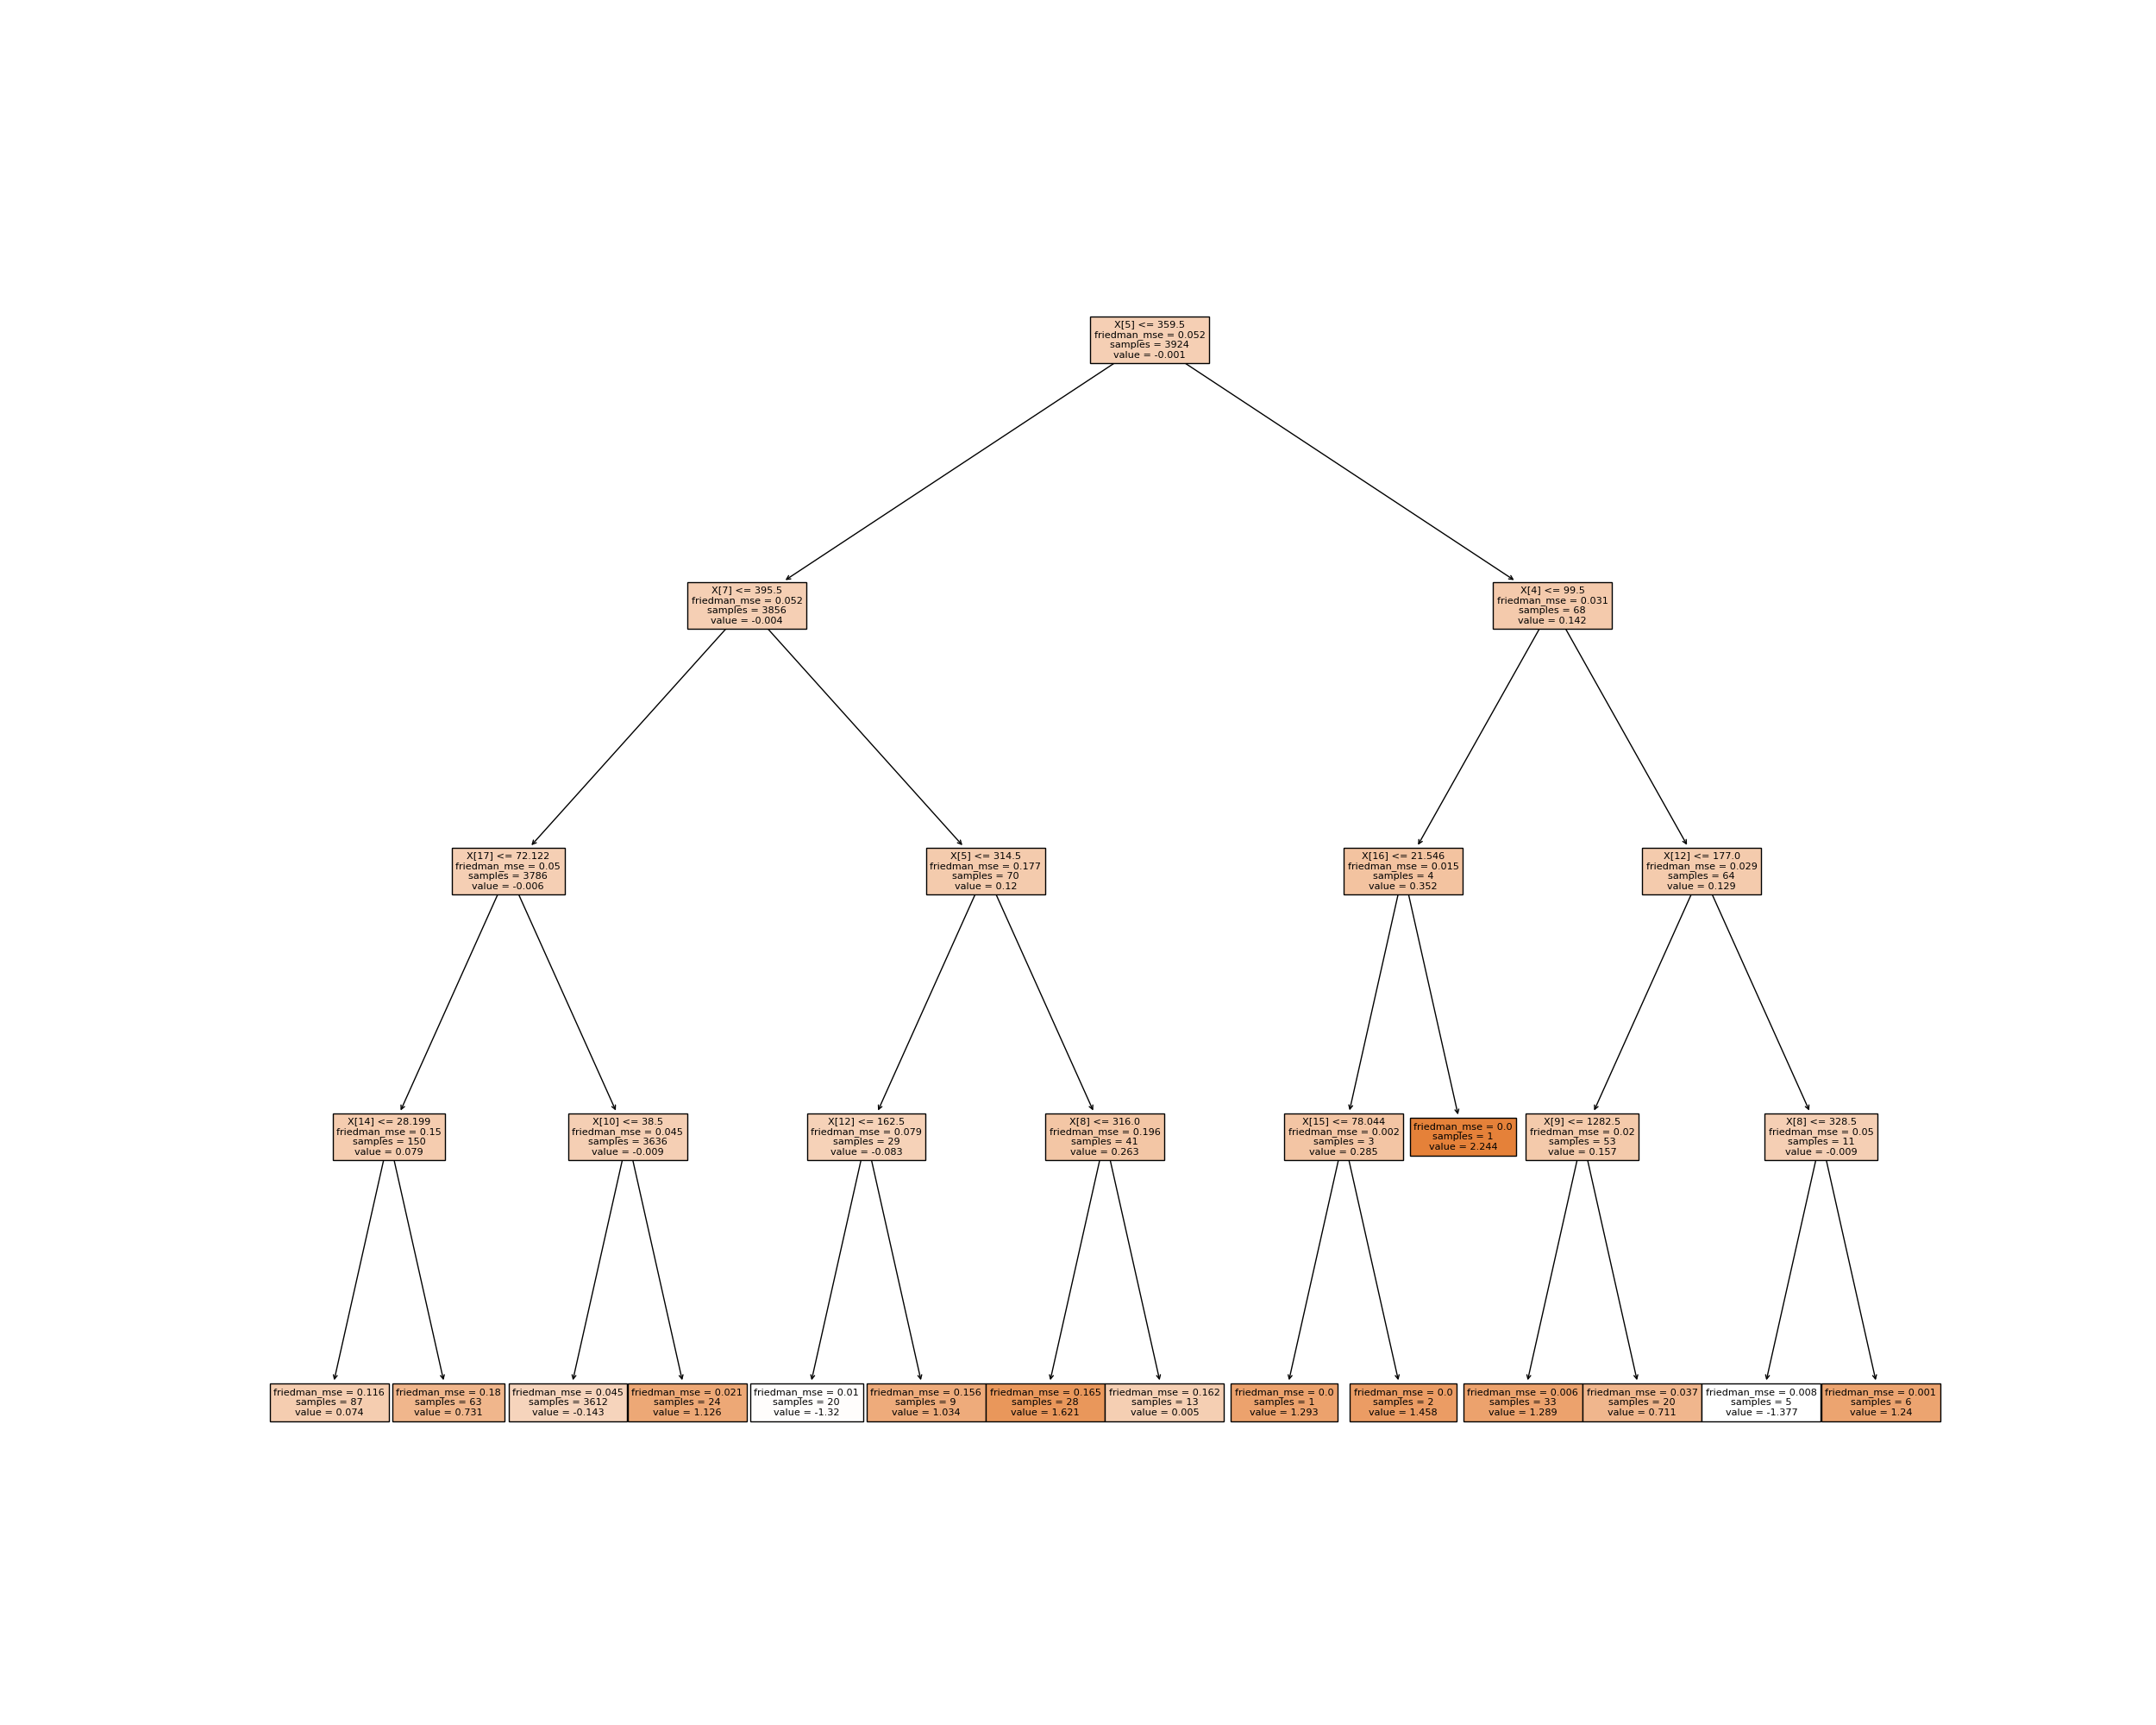 X[5] <= 359.5
friedman_mse = 0.052
samples = 3924
value = -0.001
X[7] <= 395.5
friedman_mse = 0.052
samples = 3856
value = -0.004
X[4] <= 99.5
friedman_mse = 0.031
samples = 68
value = 0.142
X[17] <= 72.122
friedman_mse = 0.05
samples = 3786
value = -0.006
X[5] <= 314.5
friedman_mse = 0.177
samples = 70
value = 0.12
X[16] <= 21.546
friedman_mse = 0.015
samples = 4
value = 0.352
X[12] <= 177.0
friedman_mse = 0.029
samples = 64
value = 0.129
X[14] <= 28.199
friedman_mse = 0.15
samples = 150
value = 0.079
X[10] <= 38.5
friedman_mse = 0.045
samples = 3636
value = -0.009
X[12] <= 162.5
friedman_mse = 0.079
samples = 29
value = -0.083
X[8] <= 316.0
friedman_mse = 0.196
samples = 41
value = 0.263
X[15] <= 78.044
friedman_mse = 0.002
samples = 3
value = 0.285
friedman_mse = 0.0
samples = 1
value = 2.244
X[9] <= 1282.5
friedman_mse = 0.02
samples = 53
value = 0.157
X[8] <= 328.5
friedman_mse = 0.05
samples = 11
value = -0.009
friedman_mse = 0.116
samples = 87
value = 0.074
friedman_mse = 0.18
samples = 63
value = 0.731
friedman_mse = 0.045
samples = 3612
value = -0.143
friedman_mse = 0.021
samples = 24
value = 1.126
friedman_mse = 0.01
samples = 20
value = -1.32
friedman_mse = 0.156
samples = 9
value = 1.034
friedman_mse = 0.165
samples = 28
value = 1.621
friedman_mse = 0.162
samples = 13
value = 0.005
friedman_mse = 0.0
samples = 1
value = 1.293
friedman_mse = 0.0
samples = 2
value = 1.458
friedman_mse = 0.006
samples = 33
value = 1.289
friedman_mse = 0.037
samples = 20
value = 0.711
friedman_mse = 0.008
samples = 5
value = -1.377
friedman_mse = 0.001
samples = 6
value = 1.24